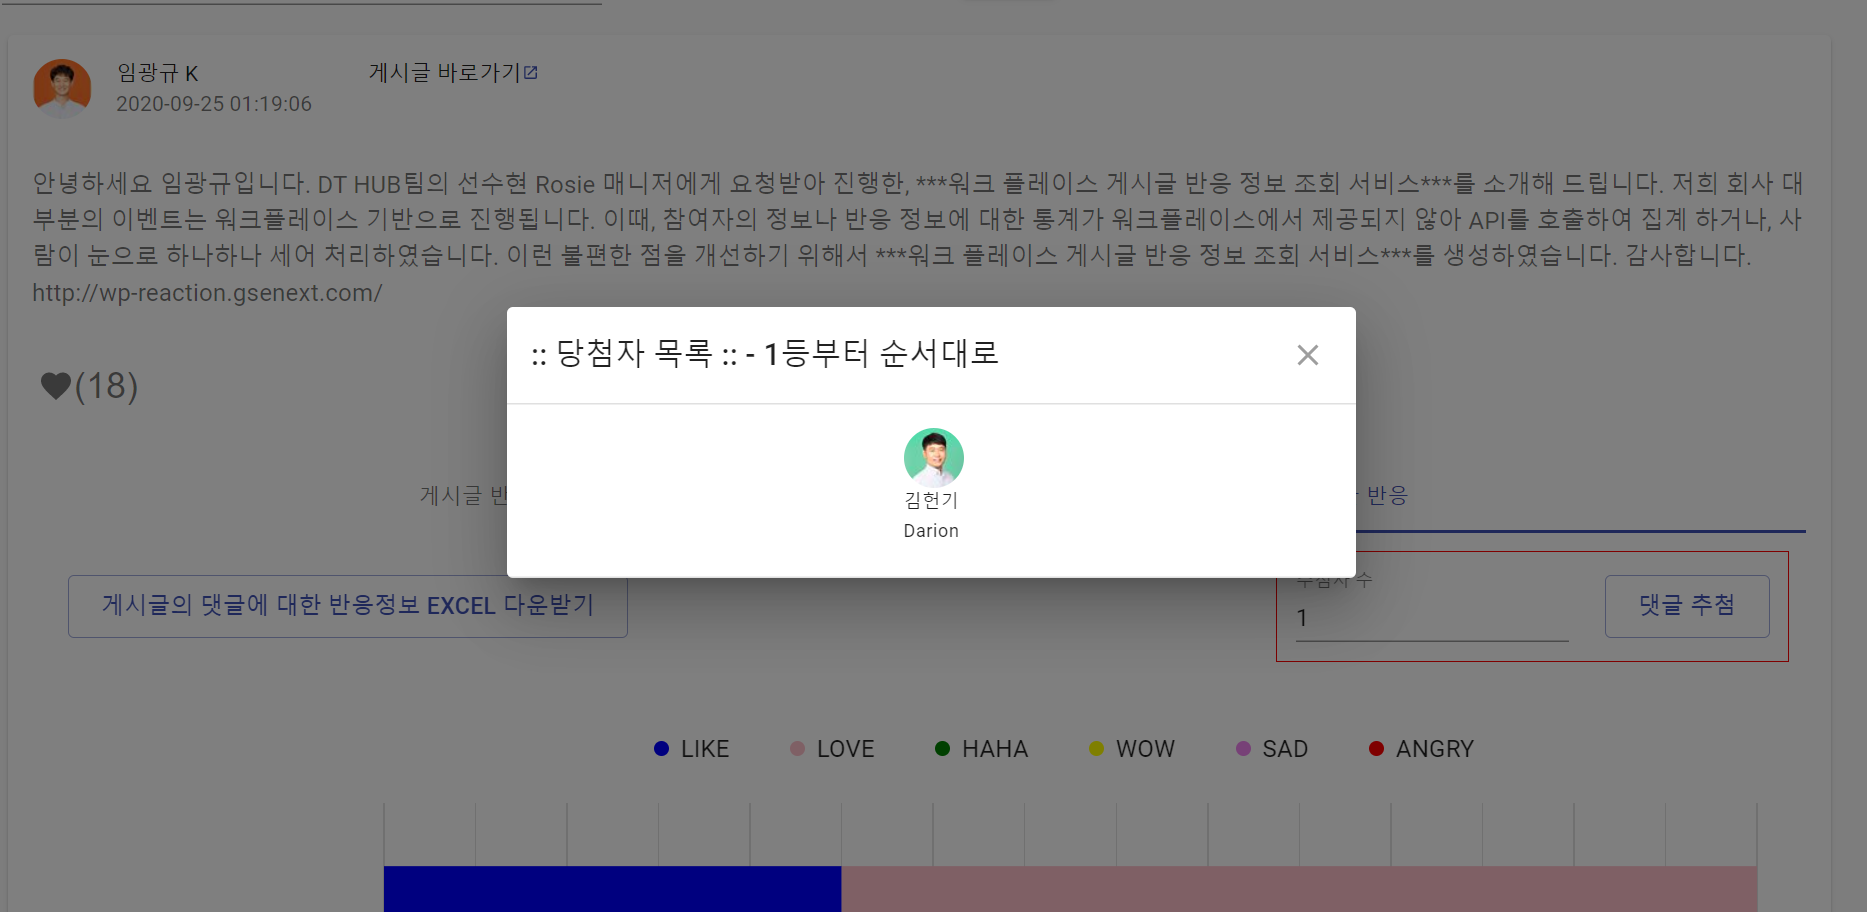 임광규 K
게시글 바로가기
2020-09-25 01:19:06
안녕하세요 임광규입니다. DT HUB팀의 선수현 Rosie 매니저에게 요청받아 진행한, ***워크 플레이스 게시글 반응 정보 조회 서비스***를 소개해 드립니다. 저희 회사 대
부분의 이벤트는 워크플레이스 기반으로 진행됩니다. 이때, 참여자의 정보나 반응 정보에 대한 통계가 워크플레이스에서 제공되지 않아 API를 호출하여 집계 하거나, 사
람이 눈으로 하나하나 세어 처리하였습니다. 이런 불편한 점을 개선하기 위해서 ***워크 플레이스 게시글 반응 정보 조회 서비스***를 생성하였습니다. 감사합니다.
http://wp-reaction.gsenext.com/
:: 당첨자 목록 :: - 1등부터 순서대로
(18)
김헌기
Darion
게시글 반
반응
게시글의 댓글에 대한 반응정보 EXCEL 다운받기
수
1
댓글 추첨
LIKE
LOVE
HAHA
WOW
SAD
ANGRY